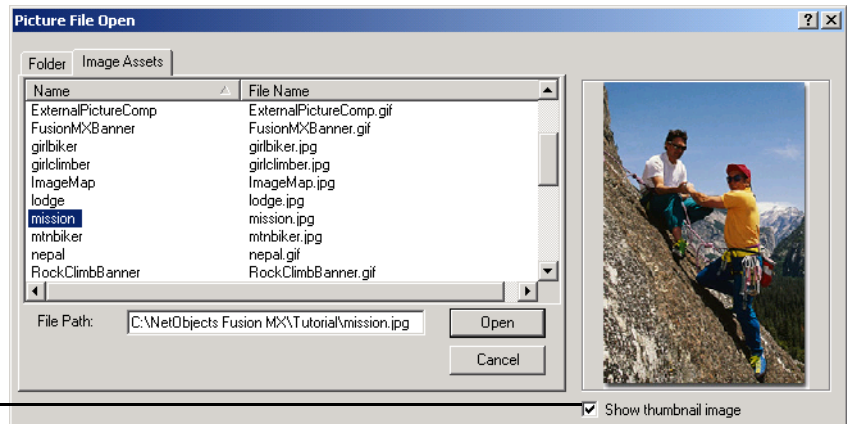 Picture File Open
Folder Image Assets
Name File Name
ExternalPictureComp ExternalPictureComp.gif
FusionMXBanner FusionMXBanner.gif
girlbiker girlbiker.jpg
girlclimber girlclimber.jpg
ImageMap ImageMap.jpg
lodge lodge.jpg
mission mission.jpg
mtnbiker mtnbiker.jpg
nepal nepal.gif
RockClimbBanner RockClimbBanner.gif
File Path: C:\NetObjects Fusion MX\Tutorial\mission.jpg Open
Cancel
Show thumbnail image